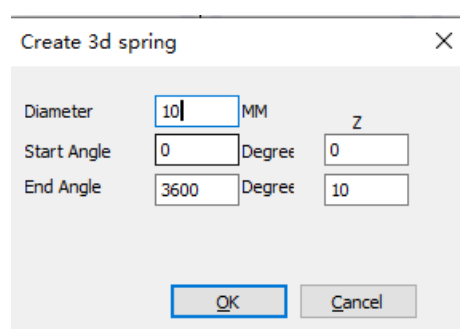 Create 3d spring
Diameter 10 MM
Z
Start Angle 0 Degree 0
End Angle 3600 Degree 10
OK Cancel